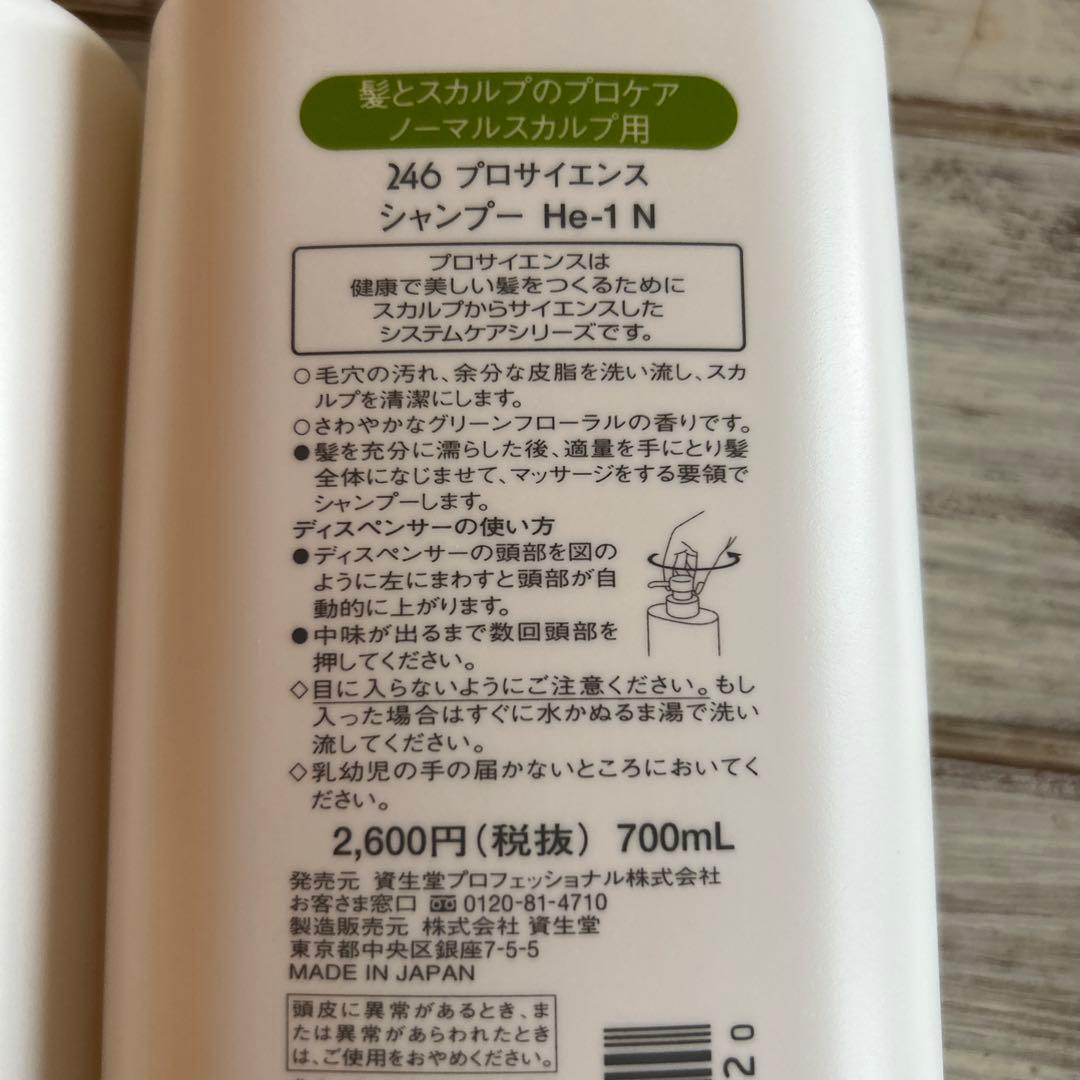 髪とスカルプのプロケア
ノーマルスカルプ用
246 プロサイエンス
シャンプー He-1 N
プロサイエンスは
健康で美しい髪をつくるために
スカルプからサイエンスした
システムケアシリーズです。
○毛穴の汚れ、余分な皮脂を洗い流し、スカ
ルプを清潔にします。
○さわやかなグリーンフローラルの香りです。
●髪を充分に濡らした後、適量を手にとり髪
全体になじませて、マッサージをする要領で
シャンプーします。
ディスペンサーの使い方
●ディスペンサーの頭部を図の
ように左にまわすと頭部が自
動的に上がります。
●中味が出るまで数回頭部を
押してください。
◇目に入らないようにご注意ください。もし
入った場合はすぐに水かぬるま湯で洗い
流してください。
◇乳幼児の手の届かないところにおいてく
ださい。
2,600円(税抜) 700mL
発売元 資生堂プロフェッショナル株式会社
お客さま窓口 0120-81-4710
製造販売元 株式会社 資生堂
東京都中央区銀座7-5-5
MADE IN JAPAN
頭皮に異常があるとき、ま
たは異常があらわれたとき
は、ご使用をおやめください。
20